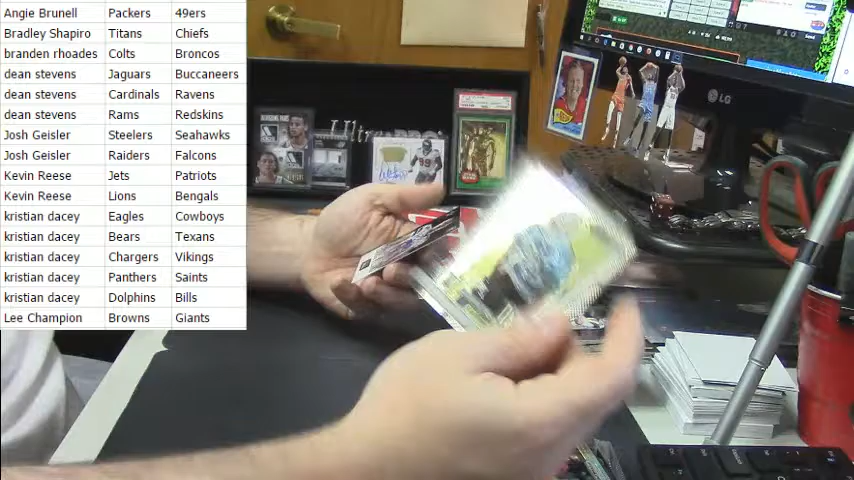 Angie Brunell Packers 49ers
Bradley Shapiro Titans Chiefs
branden rhoades Colts Broncos
dean stevens Jaguars Buccaneers
dean stevens Cardinals Ravens
dean stevens Rams Redskins
Josh Geisler Steelers Seahawks
Josh Geisler Raiders Falcons
Kevin Reese Jets Patriots
Kevin Reese Lions Bengals
kristian dacey Eagles Cowboys
kristian dacey Bears Texans
kristian dacey Chargers Vikings
kristian dacey Panthers Saints
kristian dacey Dolphins Bills
Lee Champion Browns Giants
LG
99